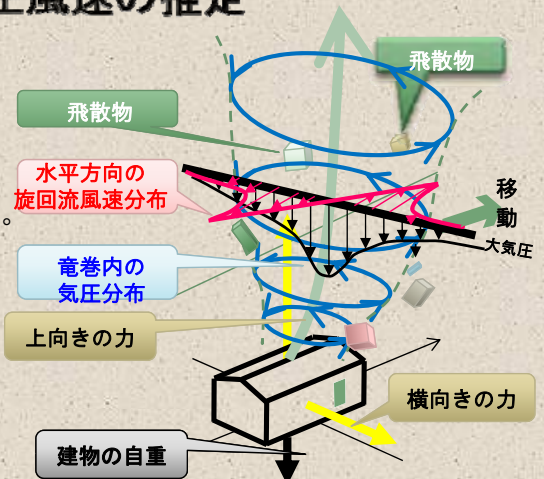 風速の推定
飛散物
飛散物
水平方向の
旋回流風速分布
。
移
動
大気圧
竜巻内の
気圧分布
上向きの力
横向きの力
建物の自重